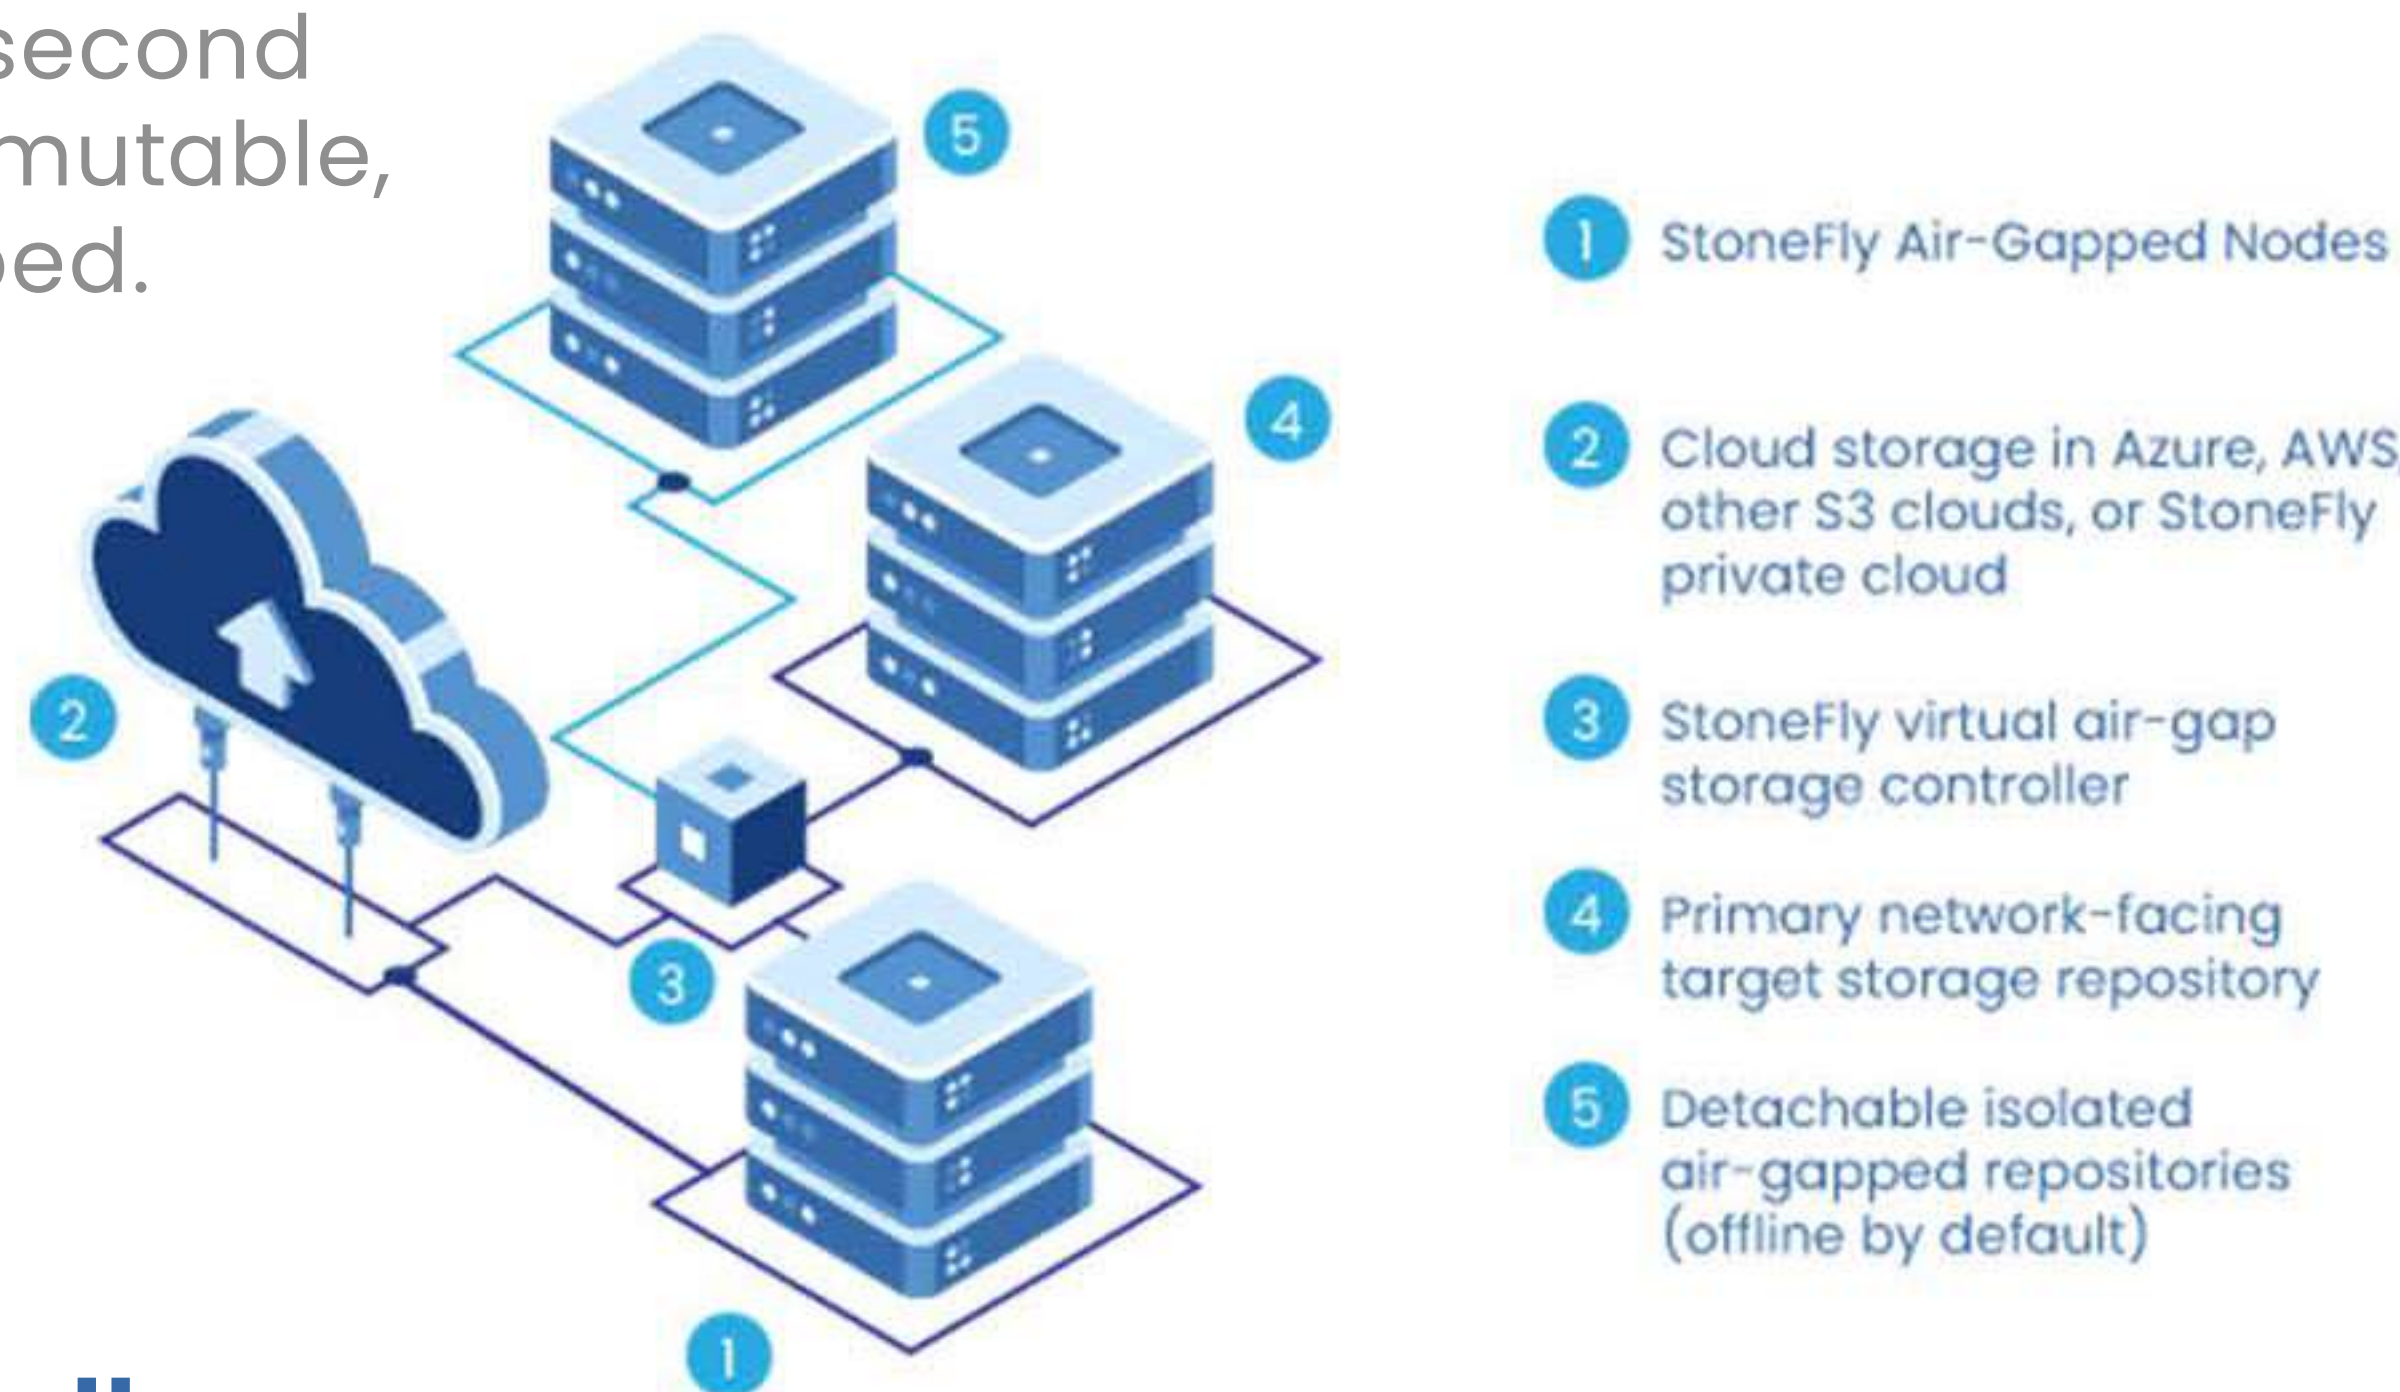 second
mutable,
ped.
5
4
2
3
1
1 StoneFly Air-Gapped Nodes
2 Cloud storage in Azure, AWS,
other S3 clouds, or StoneFly
private cloud
3 StoneFly virtual air-gap
storage controller
4 Primary network-facing
target storage repository
5 Detachable isolated
air-gapped repositories
(offline by default)